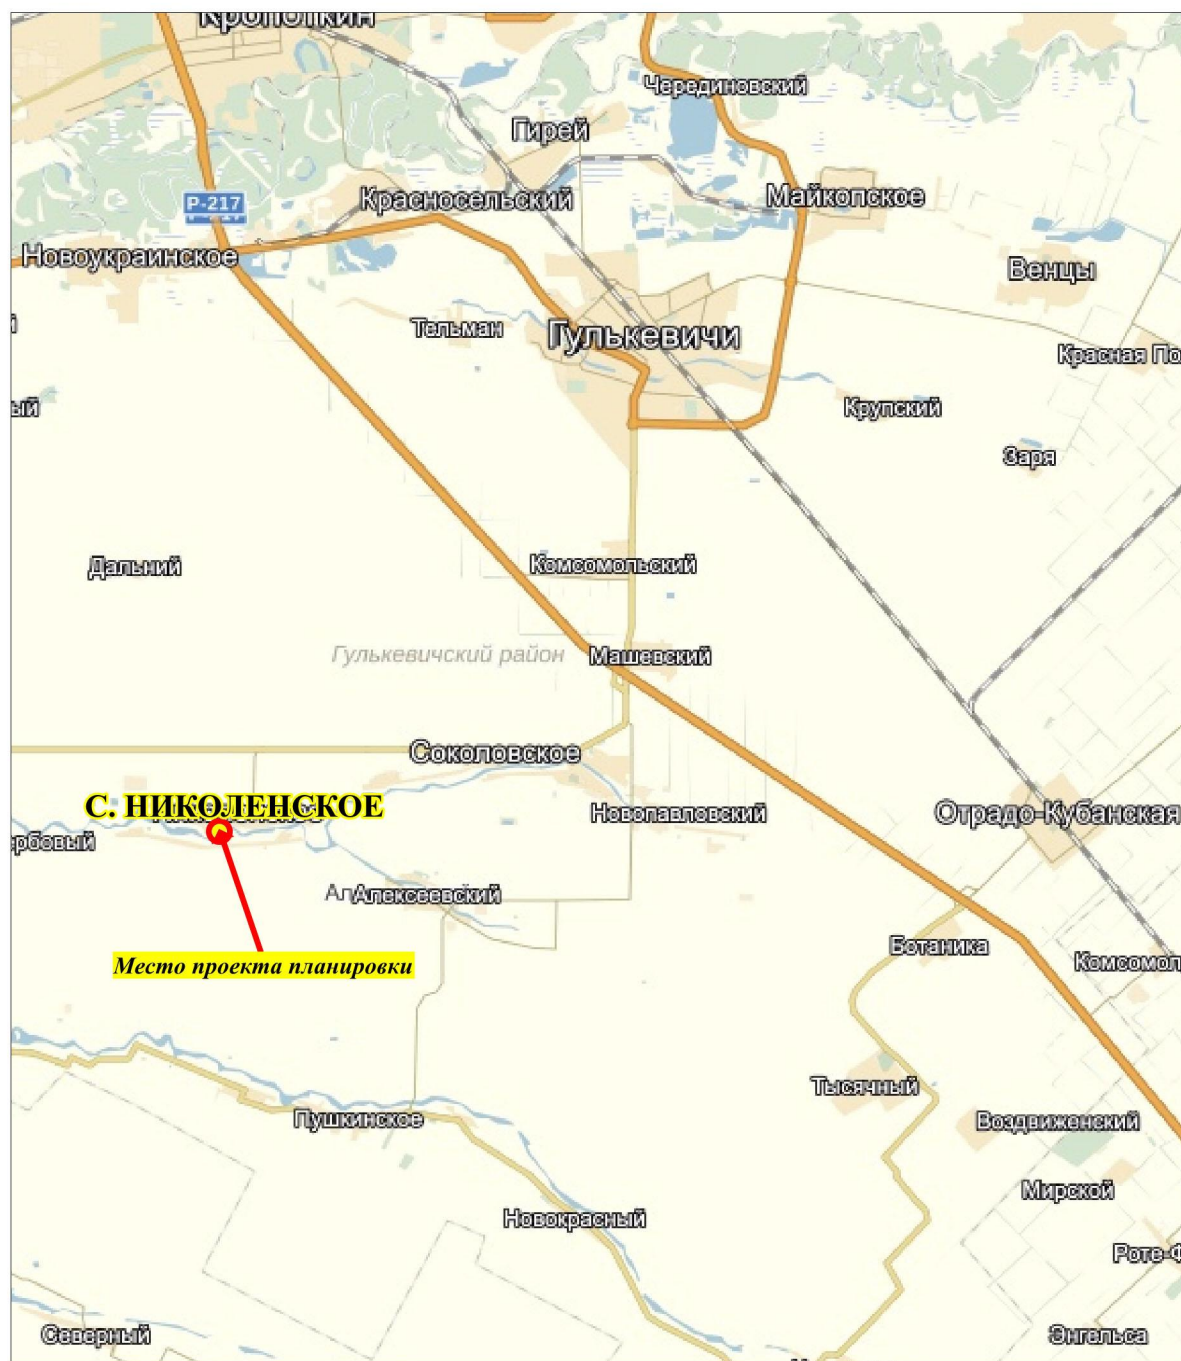 Кропоткин
Черединовский
Гирей
Майкопское
Красносельский
Р-217
Новоукраинское
Венцы
Тельман
Гулькевичи
Красная По
ый
Крупский
Заря
Дальний
Комсомольский
Гулькевичский район
Машевский
Соколовское
С. НИКОЛЕНСКОЕ
Новопавловский
Отрадо-Кубанская
рбовый
Алексеевский
Ботаника
Место проекта планировки
Комсомол
Тысячный
Пушкинское
Воздвиженский
Мирской
Новокрасный
Роте-Ф
Северный
Энгельса